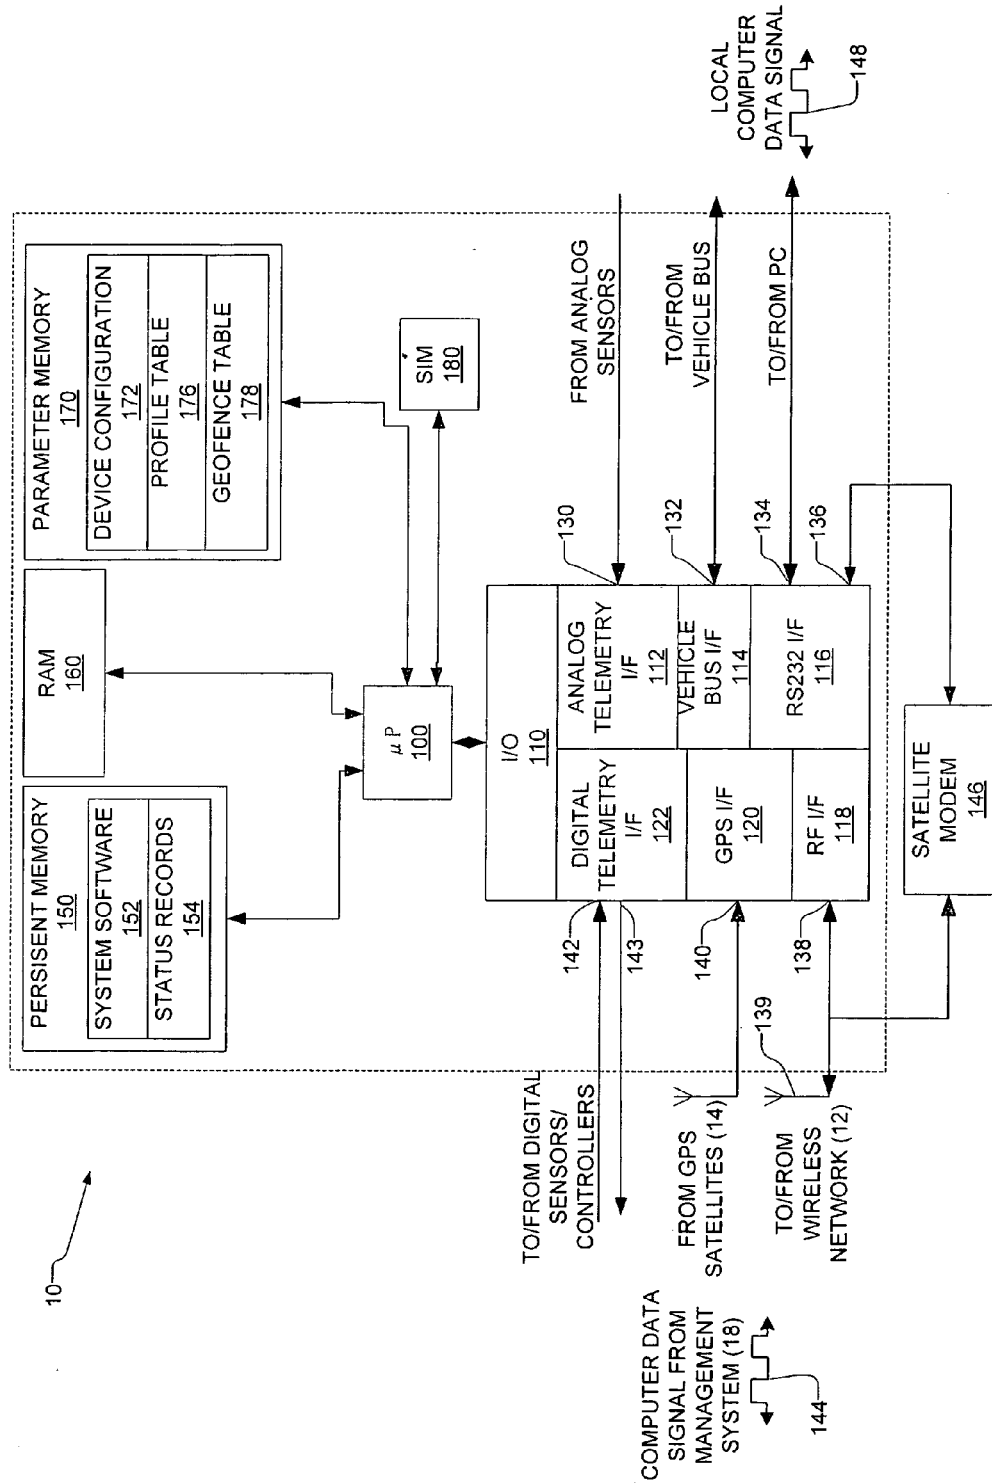 10
PERSISENT MEMORY
150
SYSTEM SOFTWARE
152
STATUS RECORDS
154
RAM
160
PARAMETER MEMORY
170
DEVICE CONFIGURATION
172
PROFILE TABLE
176
GEOFENCE TABLE
178
µP
100
SIM
180
I/O
110
DIGITAL
TELEMETRY
I/F
122
ANALOG
TELEMETRY
I/F
112
VEHICLE
BUS I/F
114
GPS I/F
120
RS232 I/F
116
RF I/F
118
142
143
140
138
139
130
132
134
136
TO/FROM DIGITAL
SENSORS/
CONTROLLERS
FROM GPS
SATELLITES (14)
TO/FROM
WIRELESS
NETWORK (12)
COMPUTER DATA
SIGNAL FROM
MANAGEMENT
SYSTEM (18)
144
FROM ANALOG
SENSORS
TO/FROM
VEHICLE BUS
TO/FROM PC
LOCAL
COMPUTER
DATA SIGNAL
148
SATELLITE
MODEM
146